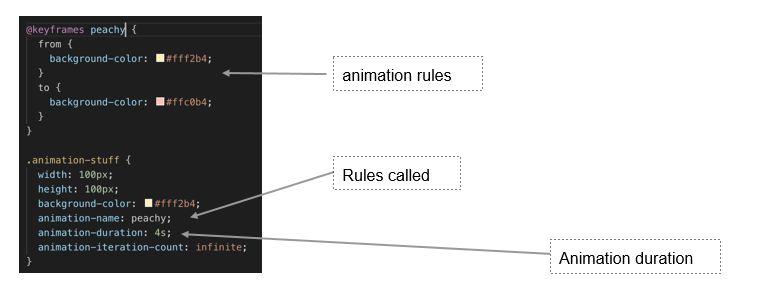 @keyframes peachy {
from {
background-color: #fff2b4;
}
to {
background-color: #ffc0b4;
}
}
.animation-stuff {
width: 100px;
height: 100px;
background-color: #fff2b4;
animation-name: peachy;
animation-duration: 4s;
animation-iteration-count: infinite;
}
animation rules
Rules called
Animation duration